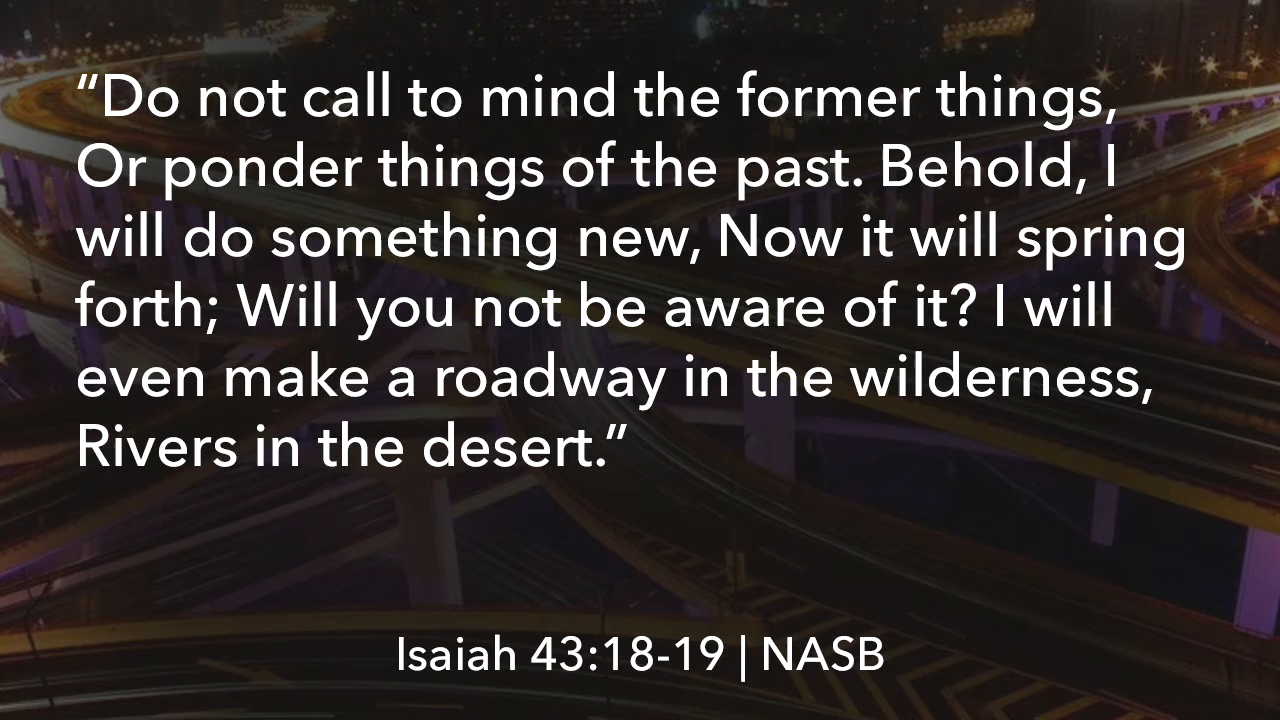 “Do not call to mind the former things,
Or ponder things of the past. Behold, I
will do something new, Now it will spring
forth; Will you not be aware of it? I will
even make a roadway in the wilderness,
Rivers in the desert.”
Isaiah 43:18-19 | NASB